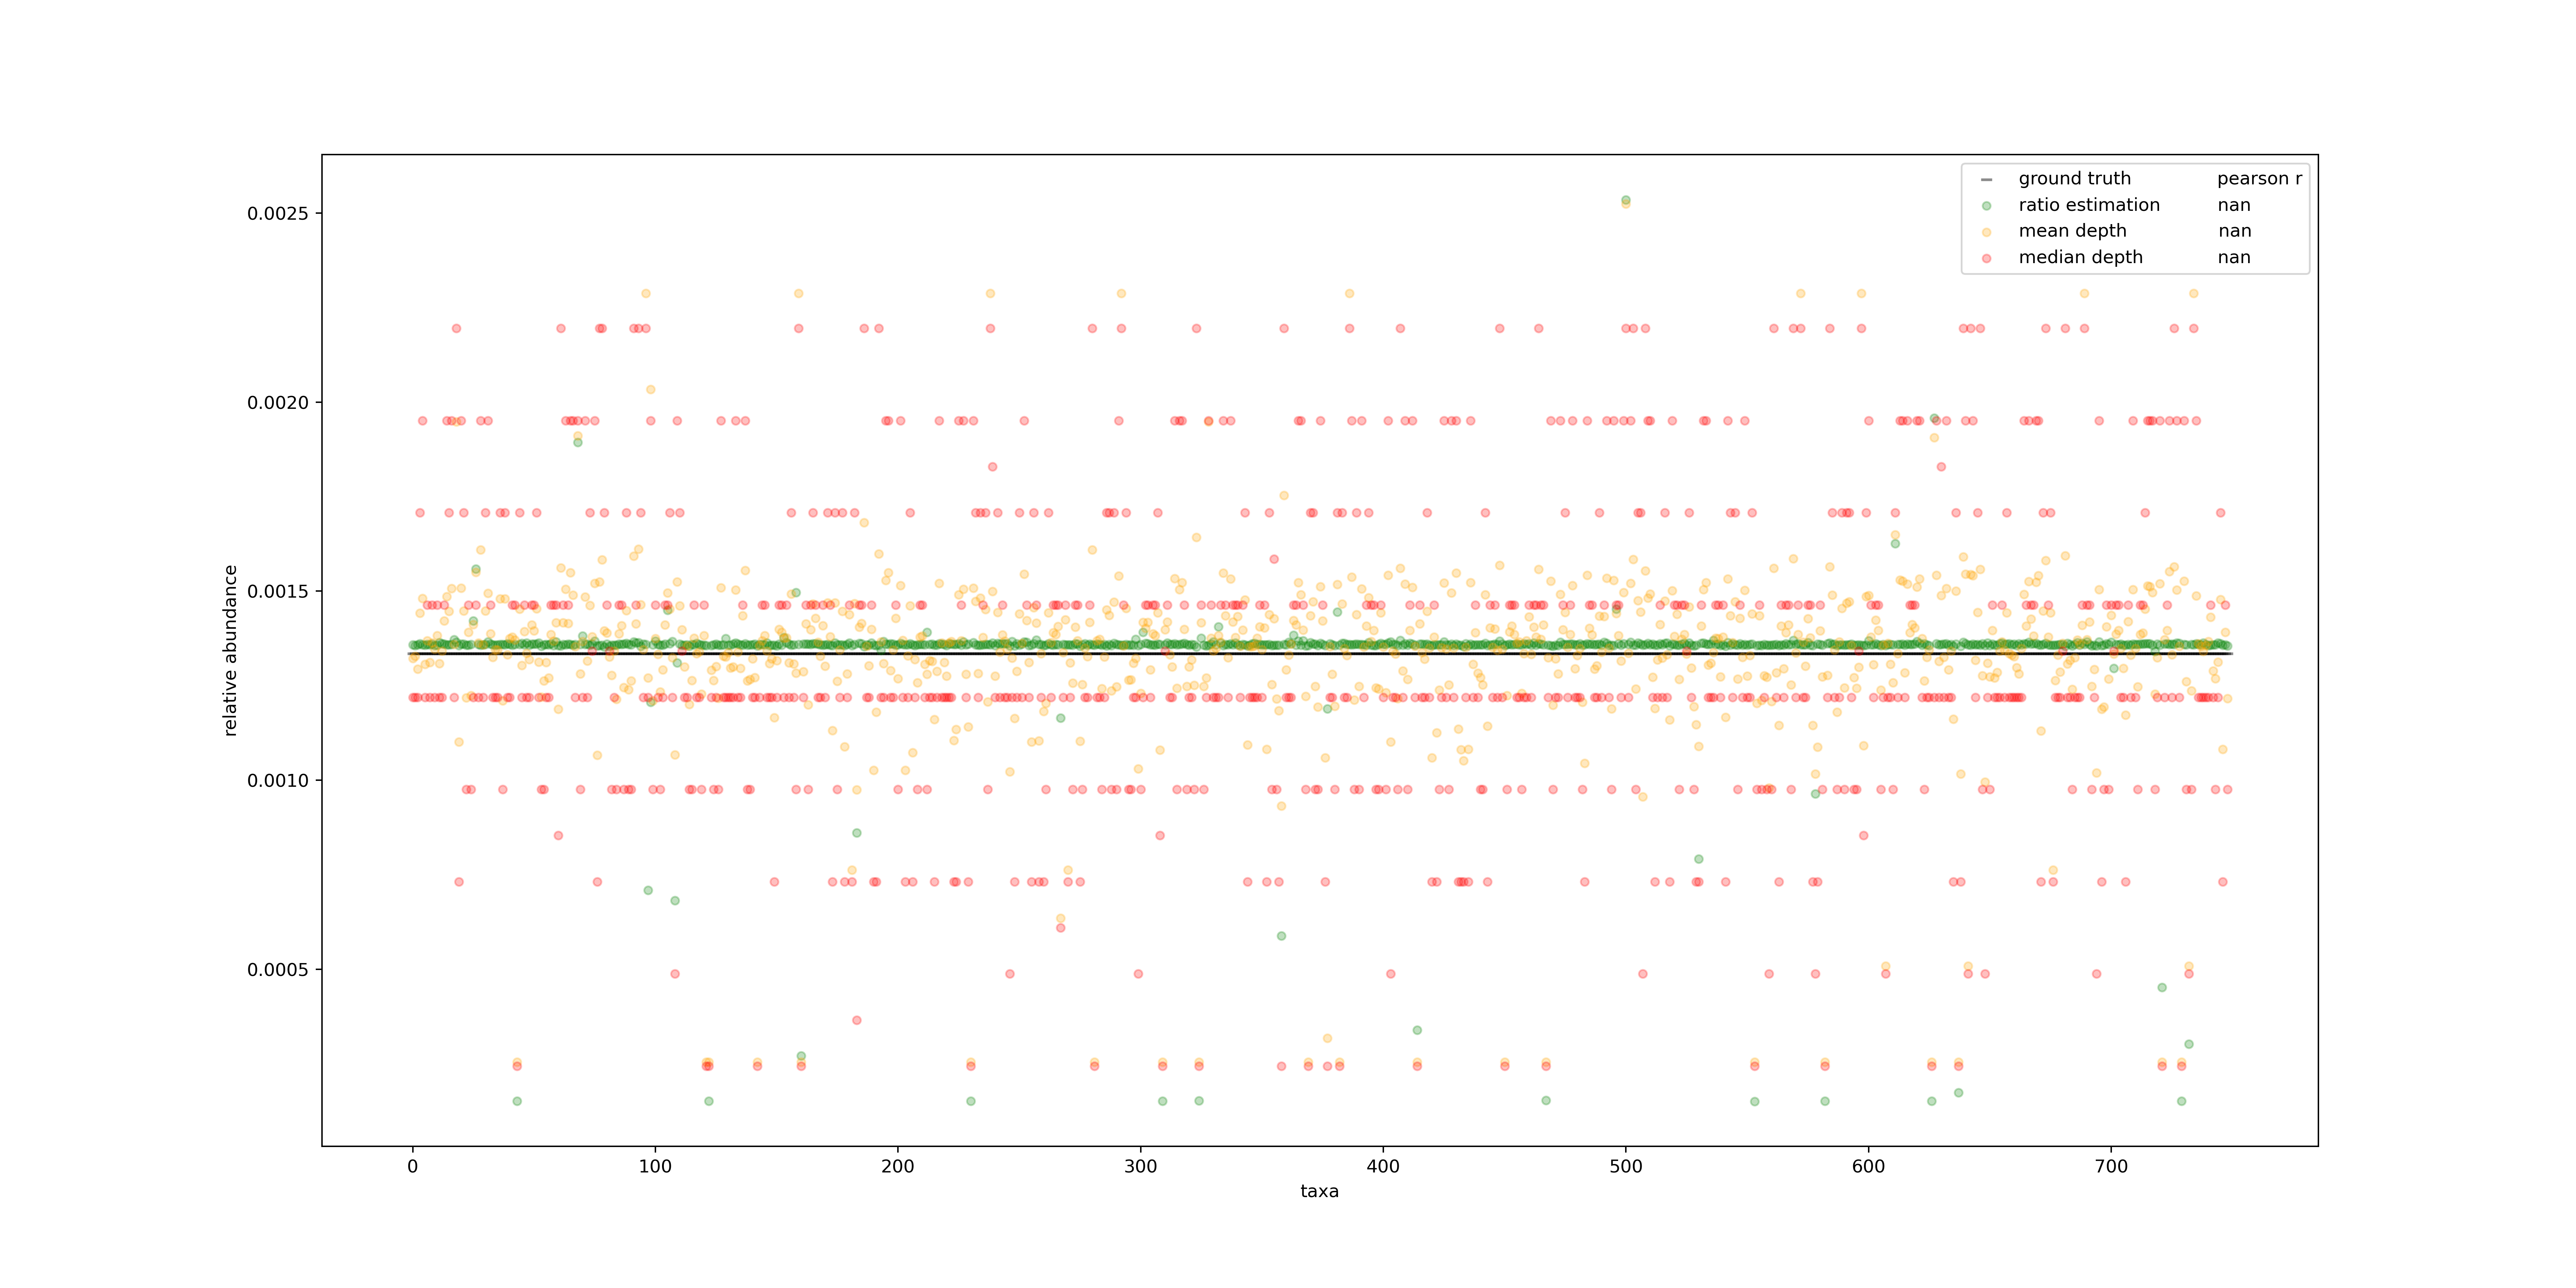 ground truth pearson r
ratio estimation nan
mean depth nan
median depth nan
0.0025
0.0020
0.0015
0.0010
0.0005
relative abundance
0 100 200 300 400 500 600 700
taxa